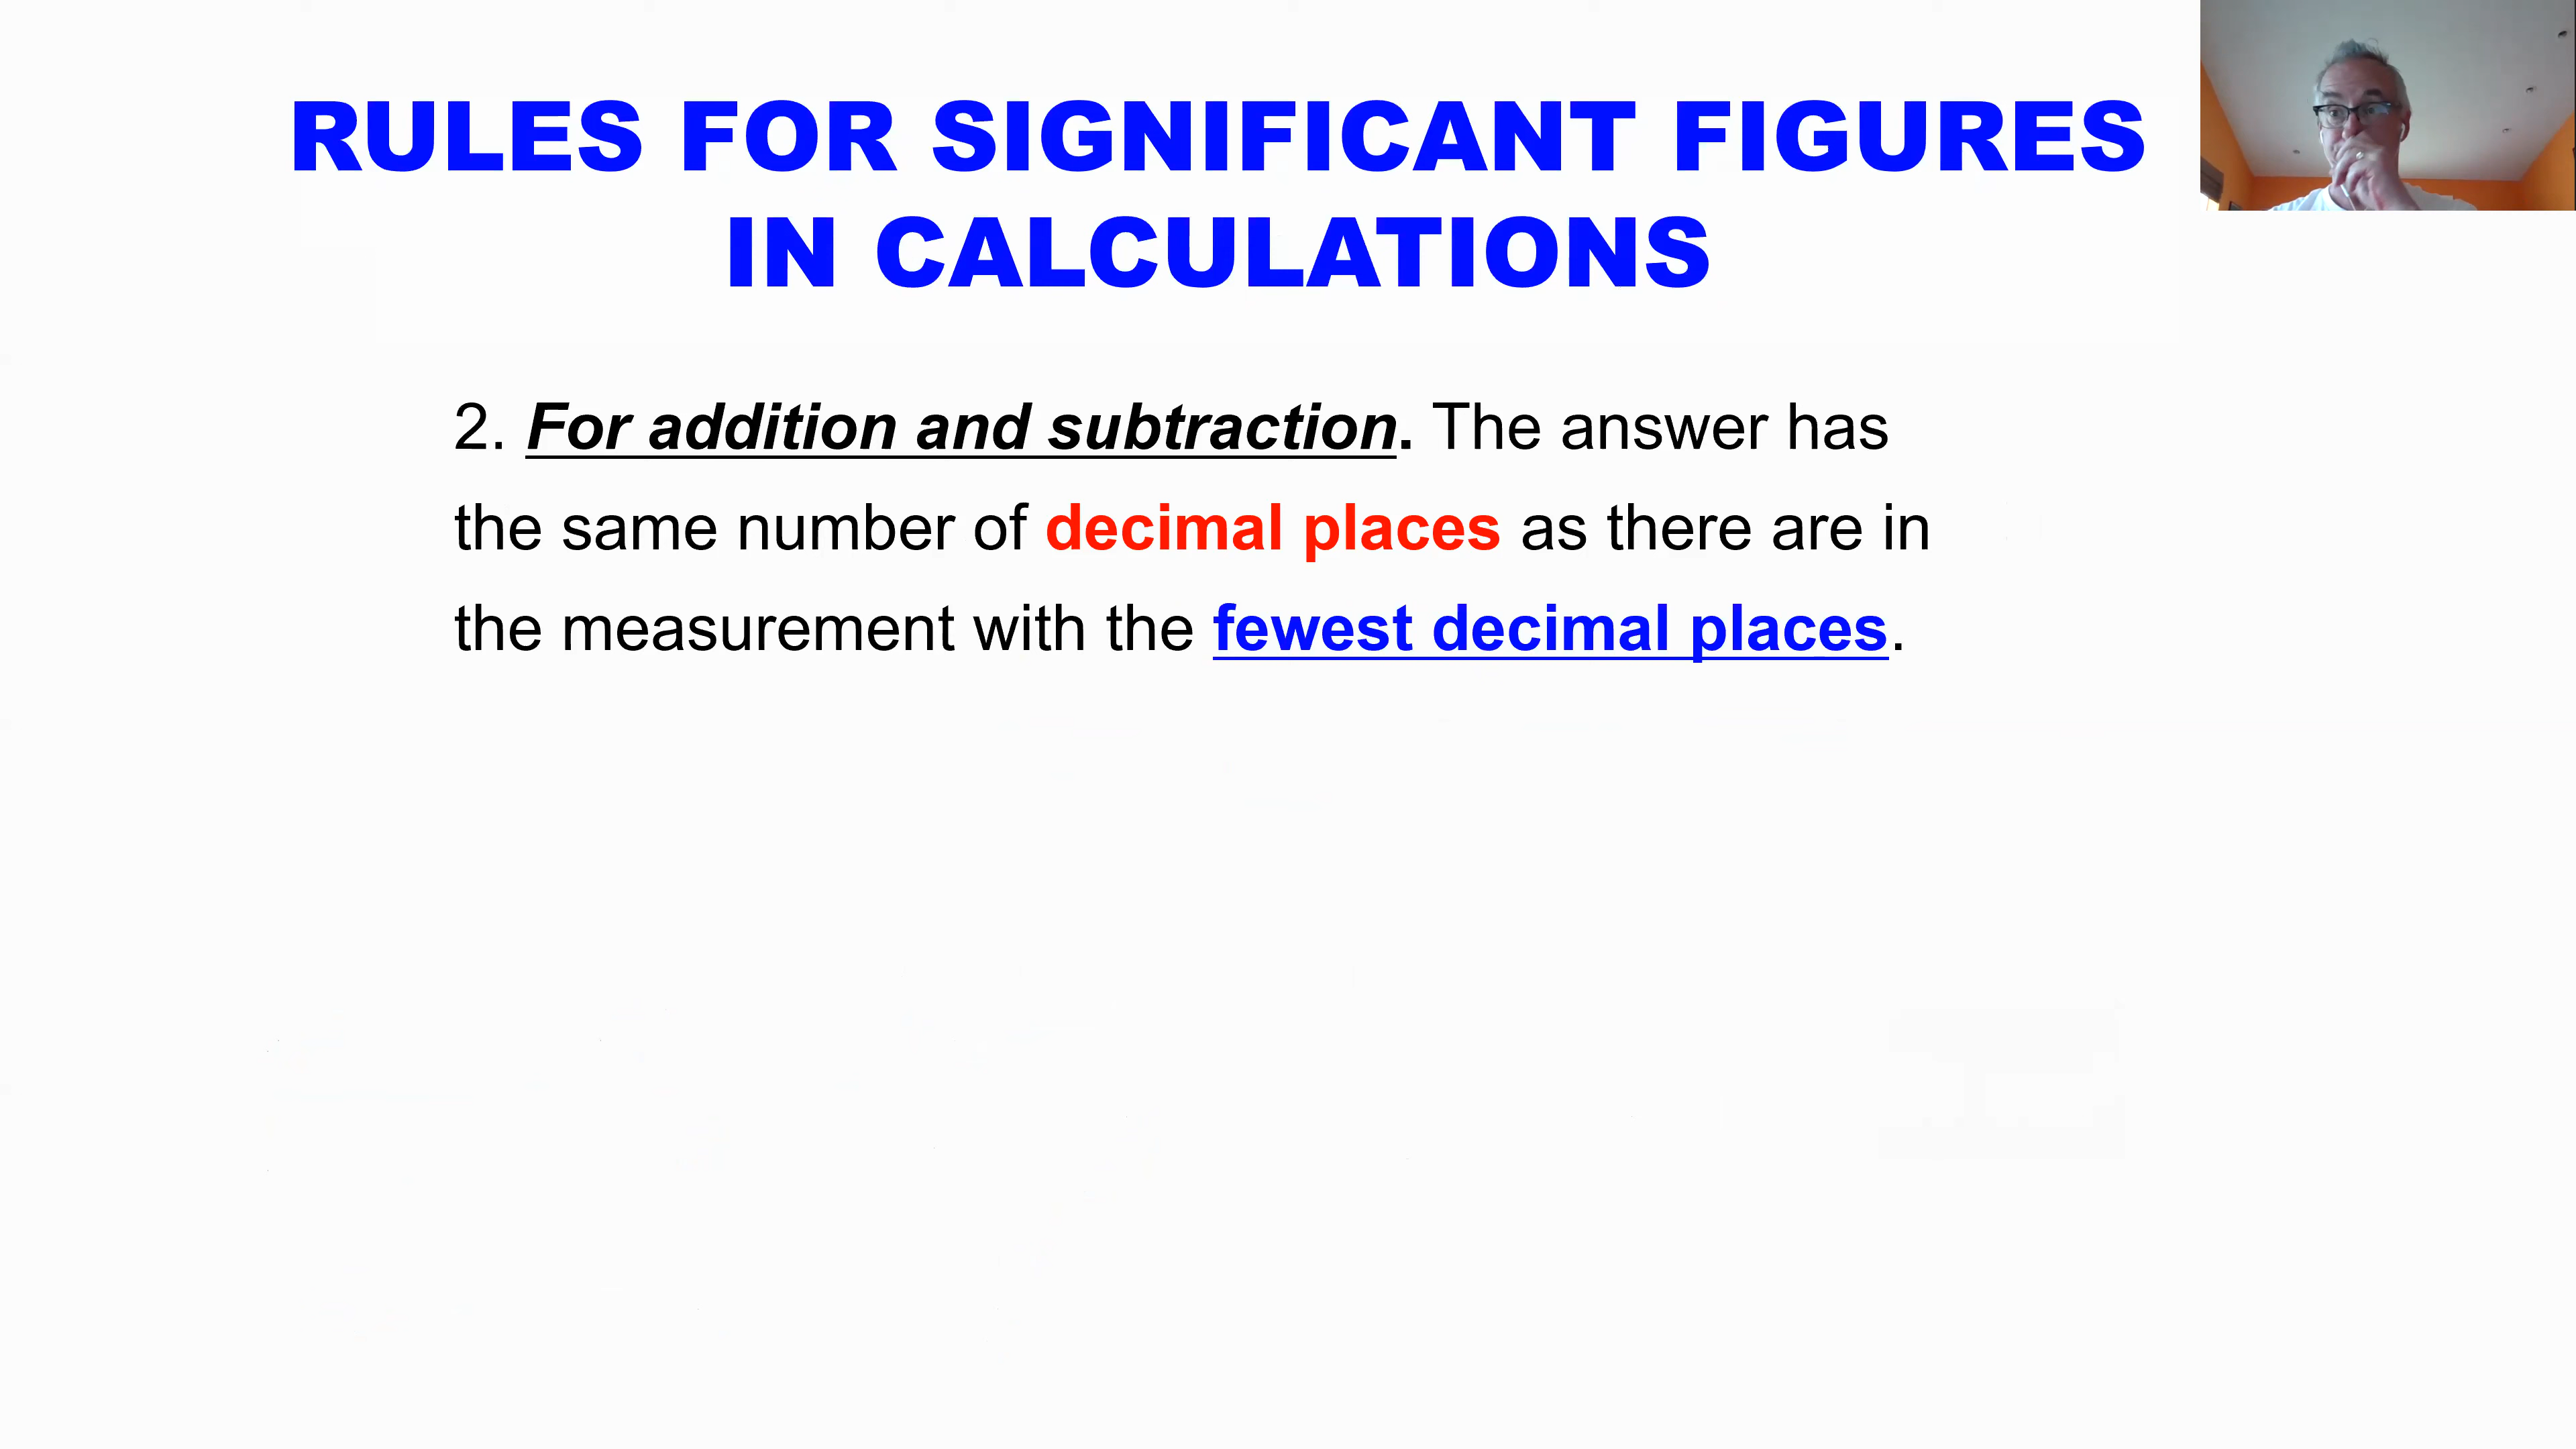 RULES FOR SIGNIFICANT FIGURES
IN CALCULATIONS
2. For addition and subtraction. The answer has
the same number of decimal places as there are in
the measurement with the fewest decimal places.